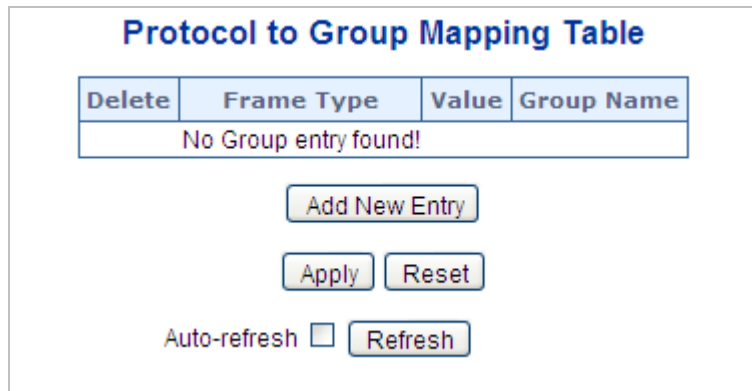 Protocol to Group Mapping Table
Delete Frame Type Value Group Name
No Group entry found!
Add New Entry
Apply Reset
Auto-refresh Refresh